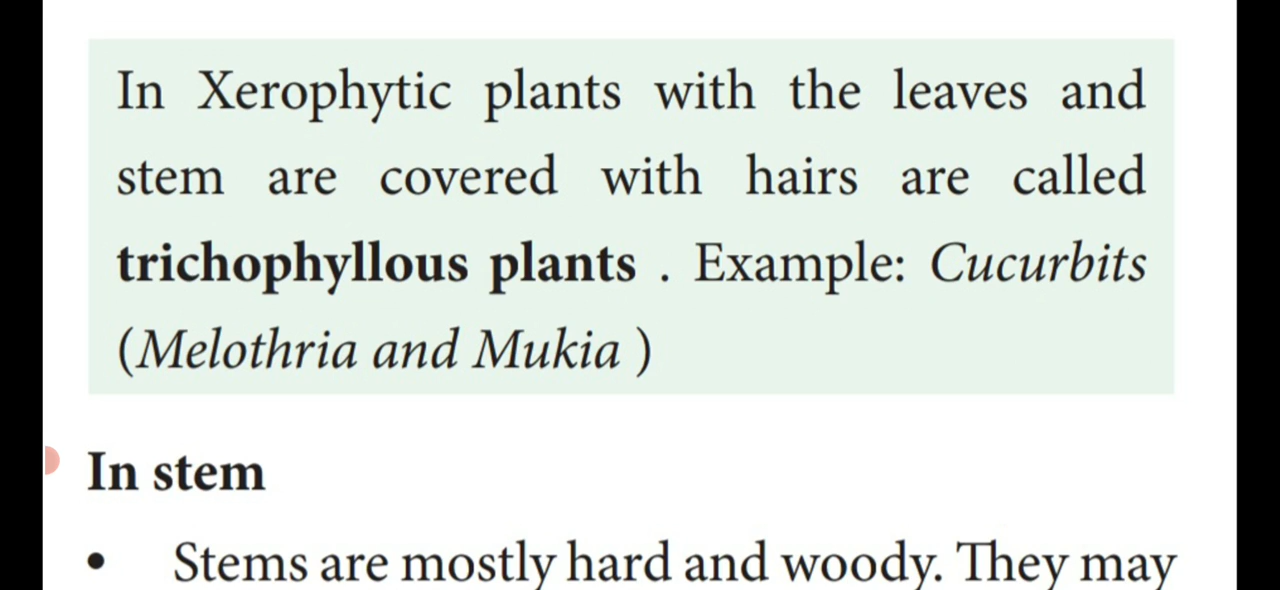 In Xerophytic plants with the leaves and
stem are covered with hairs are called
trichophyllous plants . Example: Cucurbits
(Melothria and Mukia )
In stem
• Stems are mostly hard and woody. They may